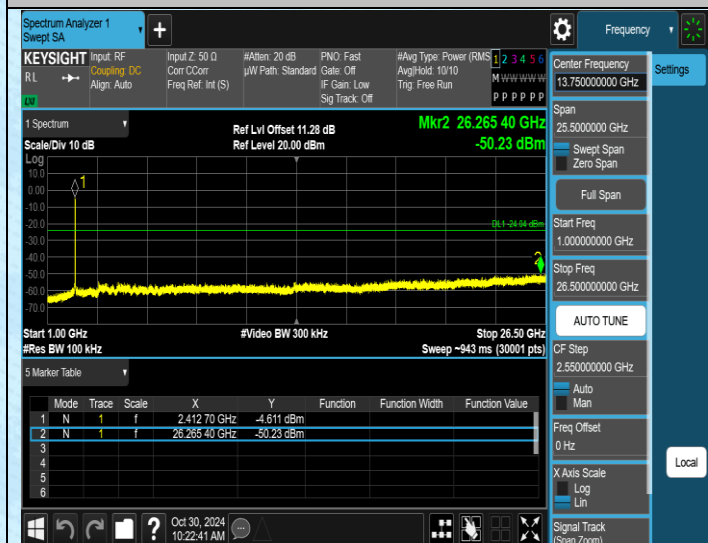 Spectrum Analyzer 1
Swept SA
Frequency
Settings
KEYSIGHT
R L
LXI
Input: RF
Coupling: DC
Align: Auto
Input Z: 50 Ω
Corr CCorr
Freq Ref: Int (S)
#Atten: 20 dB
µW Path: Standard
PNO: Fast
Gate: Off
IF Gain: Low
Sig Track: Off
#Avg Type: Power (RMS
Avg|Hold: 10/10
Trig: Free Run
1 2 3 4 5 6
M W W W W W
P P P P P P
1 Spectrum
Scale/Div 10 dB
Ref Lvl Offset 11.28 dB
Ref Level 20.00 dBm
Mkr2 26.265 40 GHz
-50.23 dBm
Log
10.0
0.00
-10.0
-20.0
-30.0
-40.0
-50.0
-60.0
-70.0
1
2
DL1 -24.04 dBm
Start 1.00 GHz
#Video BW 300 kHz
Stop 26.50 GHz
#Res BW 100 kHz
Sweep ~943 ms (30001 pts)
5 Marker Table
Mode Trace Scale X Y Function Function Width Function Value
1 N 1 f 2.412 70 GHz -4.611 dBm
2 N 1 f 26.265 40 GHz -50.23 dBm
3
4
5
6
Oct 30, 2024
10:22:41 AM
Center Frequency
13.750000000 GHz
Span
25.5000000 GHz
Swept Span
Zero Span
Full Span
Start Freq
1.000000000 GHz
Stop Freq
26.500000000 GHz
AUTO TUNE
CF Step
2.550000000 GHz
Auto
Man
Freq Offset
0 Hz
X Axis Scale
Log
Lin
Signal Track
(Span Zoom)
Local